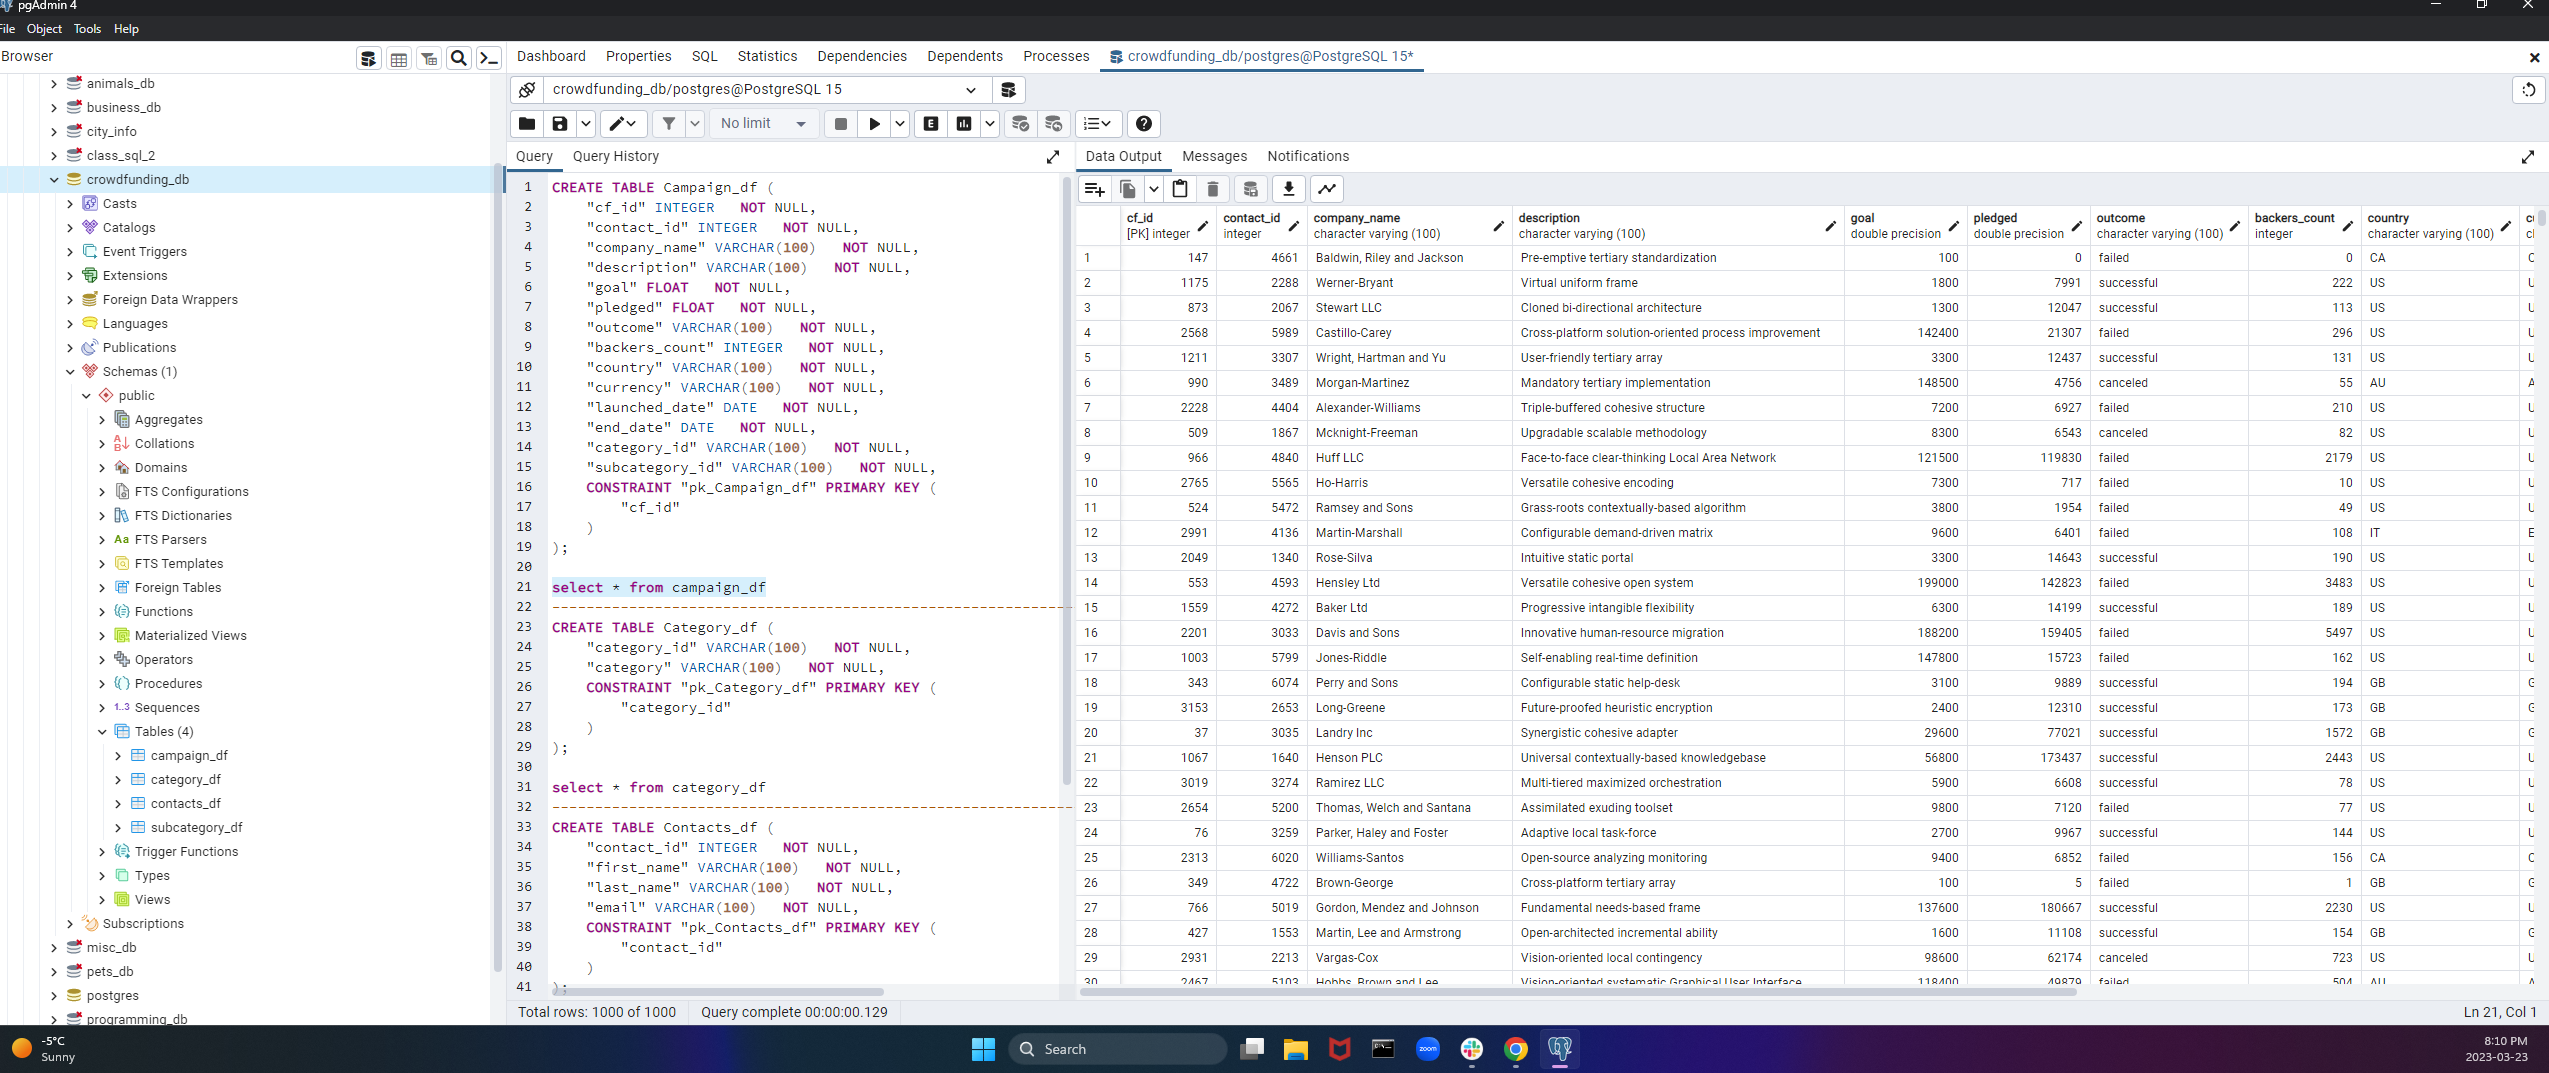 pgAdmin 4
File Object Tools Help
Browser
Dashboard Properties SQL Statistics Dependencies Dependents Processes crowdfunding_db/postgres@PostgreSQL 15*
animals_db
business_db
city_info
class_sql_2
crowdfunding_db
Casts
Catalogs
Event Triggers
Extensions
Foreign Data Wrappers
Languages
Publications
Schemas (1)
public
Aggregates
Collations
Domains
FTS Configurations
FTS Dictionaries
FTS Parsers
FTS Templates
Foreign Tables
Functions
Materialized Views
Operators
Procedures
Sequences
Tables (4)
campaign_df
category_df
contacts_df
subcategory_df
Trigger Functions
Types
Views
Subscriptions
misc_db
pets_db
postgres
programming_db
crowdfunding_db/postgres@PostgreSQL 15
No limit
Query Query History
1 CREATE TABLE Campaign_df (
2 "cf_id" INTEGER NOT NULL,
3 "contact_id" INTEGER NOT NULL,
4 "company_name" VARCHAR(100) NOT NULL,
5 "description" VARCHAR(100) NOT NULL,
6 "goal" FLOAT NOT NULL,
7 "pledged" FLOAT NOT NULL,
8 "outcome" VARCHAR(100) NOT NULL,
9 "backers_count" INTEGER NOT NULL,
10 "country" VARCHAR(100) NOT NULL,
11 "currency" VARCHAR(100) NOT NULL,
12 "launched_date" DATE NOT NULL,
13 "end_date" DATE NOT NULL,
14 "category_id" VARCHAR(100) NOT NULL,
15 "subcategory_id" VARCHAR(100) NOT NULL,
16 CONSTRAINT "pk_Campaign_df" PRIMARY KEY (
17 "cf_id"
18 )
19 );
20
21 select * from campaign_df
22 ------------------------------------------------------------
23 CREATE TABLE Category_df (
24 "category_id" VARCHAR(100) NOT NULL,
25 "category" VARCHAR(100) NOT NULL,
26 CONSTRAINT "pk_Category_df" PRIMARY KEY (
27 "category_id"
28 )
29 );
30
31 select * from category_df
32 ------------------------------------------------------------
33 CREATE TABLE Contacts_df (
34 "contact_id" INTEGER NOT NULL,
35 "first_name" VARCHAR(100) NOT NULL,
36 "last_name" VARCHAR(100) NOT NULL,
37 "email" VARCHAR(100) NOT NULL,
38 CONSTRAINT "pk_Contacts_df" PRIMARY KEY (
39 "contact_id"
40 )
41 );
Data Output Messages Notifications
cf_id contact_id company_name description goal pledged outcome backers_count country
[PK] integer integer character varying (100) character varying (100) double precision double precision character varying (100) integer character varying (100)
1 147 4661 Baldwin, Riley and Jackson Pre-emptive tertiary standardization 100 0 failed 0 CA
2 1175 2288 Werner-Bryant Virtual uniform frame 1800 7991 successful 222 US
3 873 2067 Stewart LLC Cloned bi-directional architecture 1300 12047 successful 113 US
4 2568 5989 Castillo-Carey Cross-platform solution-oriented process improvement 142400 21307 failed 296 US
5 1211 3307 Wright, Hartman and Yu User-friendly tertiary array 3300 12437 successful 131 US
6 990 3489 Morgan-Martinez Mandatory tertiary implementation 148500 4756 canceled 55 AU
7 2228 4404 Alexander-Williams Triple-buffered cohesive structure 7200 6927 failed 210 US
8 509 1867 Mcknight-Freeman Upgradable scalable methodology 8300 6543 canceled 82 US
9 966 4840 Huff LLC Face-to-face clear-thinking Local Area Network 121500 119830 failed 2179 US
10 2765 5565 Ho-Harris Versatile cohesive encoding 7300 717 failed 10 US
11 524 5472 Ramsey and Sons Grass-roots contextually-based algorithm 3800 1954 failed 49 US
12 2991 4136 Martin-Marshall Configurable demand-driven matrix 9600 6401 failed 108 IT
13 2049 1340 Rose-Silva Intuitive static portal 3300 14643 successful 190 US
14 553 4593 Hensley Ltd Versatile cohesive open system 199000 142823 failed 3483 US
15 1559 4272 Baker Ltd Progressive intangible flexibility 6300 14199 successful 189 US
16 2201 3033 Davis and Sons Innovative human-resource migration 188200 159405 failed 5497 US
17 1003 5799 Jones-Riddle Self-enabling real-time definition 147800 15723 failed 162 US
18 343 6074 Perry and Sons Configurable static help-desk 3100 9889 successful 194 GB
19 3153 2653 Long-Greene Future-proofed heuristic encryption 2400 12310 successful 173 GB
20 37 3035 Landry Inc Synergistic cohesive adapter 29600 77021 successful 1572 GB
21 1067 1640 Henson PLC Universal contextually-based knowledgebase 56800 173437 successful 2443 US
22 3019 3274 Ramirez LLC Multi-tiered maximized orchestration 5900 6608 successful 78 US
23 2654 5200 Thomas, Welch and Santana Assimilated exuding toolset 9800 7120 failed 77 US
24 76 3259 Parker, Haley and Foster Adaptive local task-force 2700 9967 successful 144 US
25 2313 6020 Williams-Santos Open-source analyzing monitoring 9400 6852 failed 156 CA
26 349 4722 Brown-George Cross-platform tertiary array 100 5 failed 1 GB
27 766 5019 Gordon, Mendez and Johnson Fundamental needs-based frame 137600 180667 successful 2230 US
28 427 1553 Martin, Lee and Armstrong Open-architected incremental ability 1600 11108 successful 154 GB
29 2931 2213 Vargas-Cox Vision-oriented local contingency 98600 62174 canceled 723 US
30 2467 5103 Hobbs, Brown and Lee Vision-oriented systematic Graphical User Interface 118400 49879 failed 504 AU
Total rows: 1000 of 1000 Query complete 00:00:00.129 Ln 21, Col 1
-5°C
Sunny
Search
zoom
8:10 PM
2023-03-23